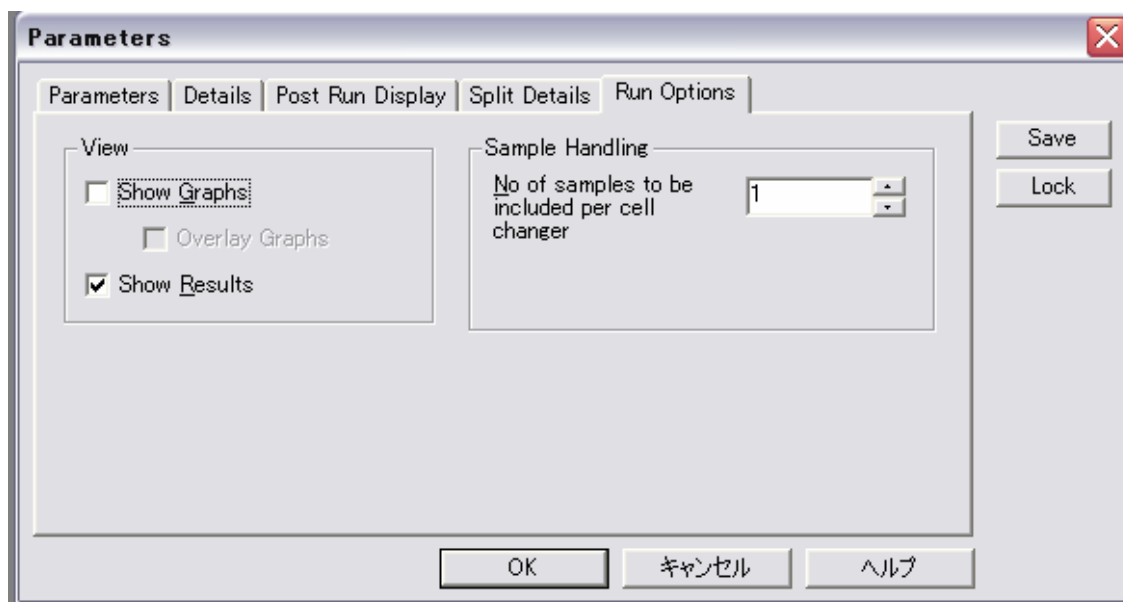 Parameters
Parameters Details Post Run Display Split Details Run Options
View
Show Graphs
Overlay Graphs
Show Results
Sample Handling
No of samples to be
included per cell
changer
1
Save
Lock
OK キャンセル ヘルプ